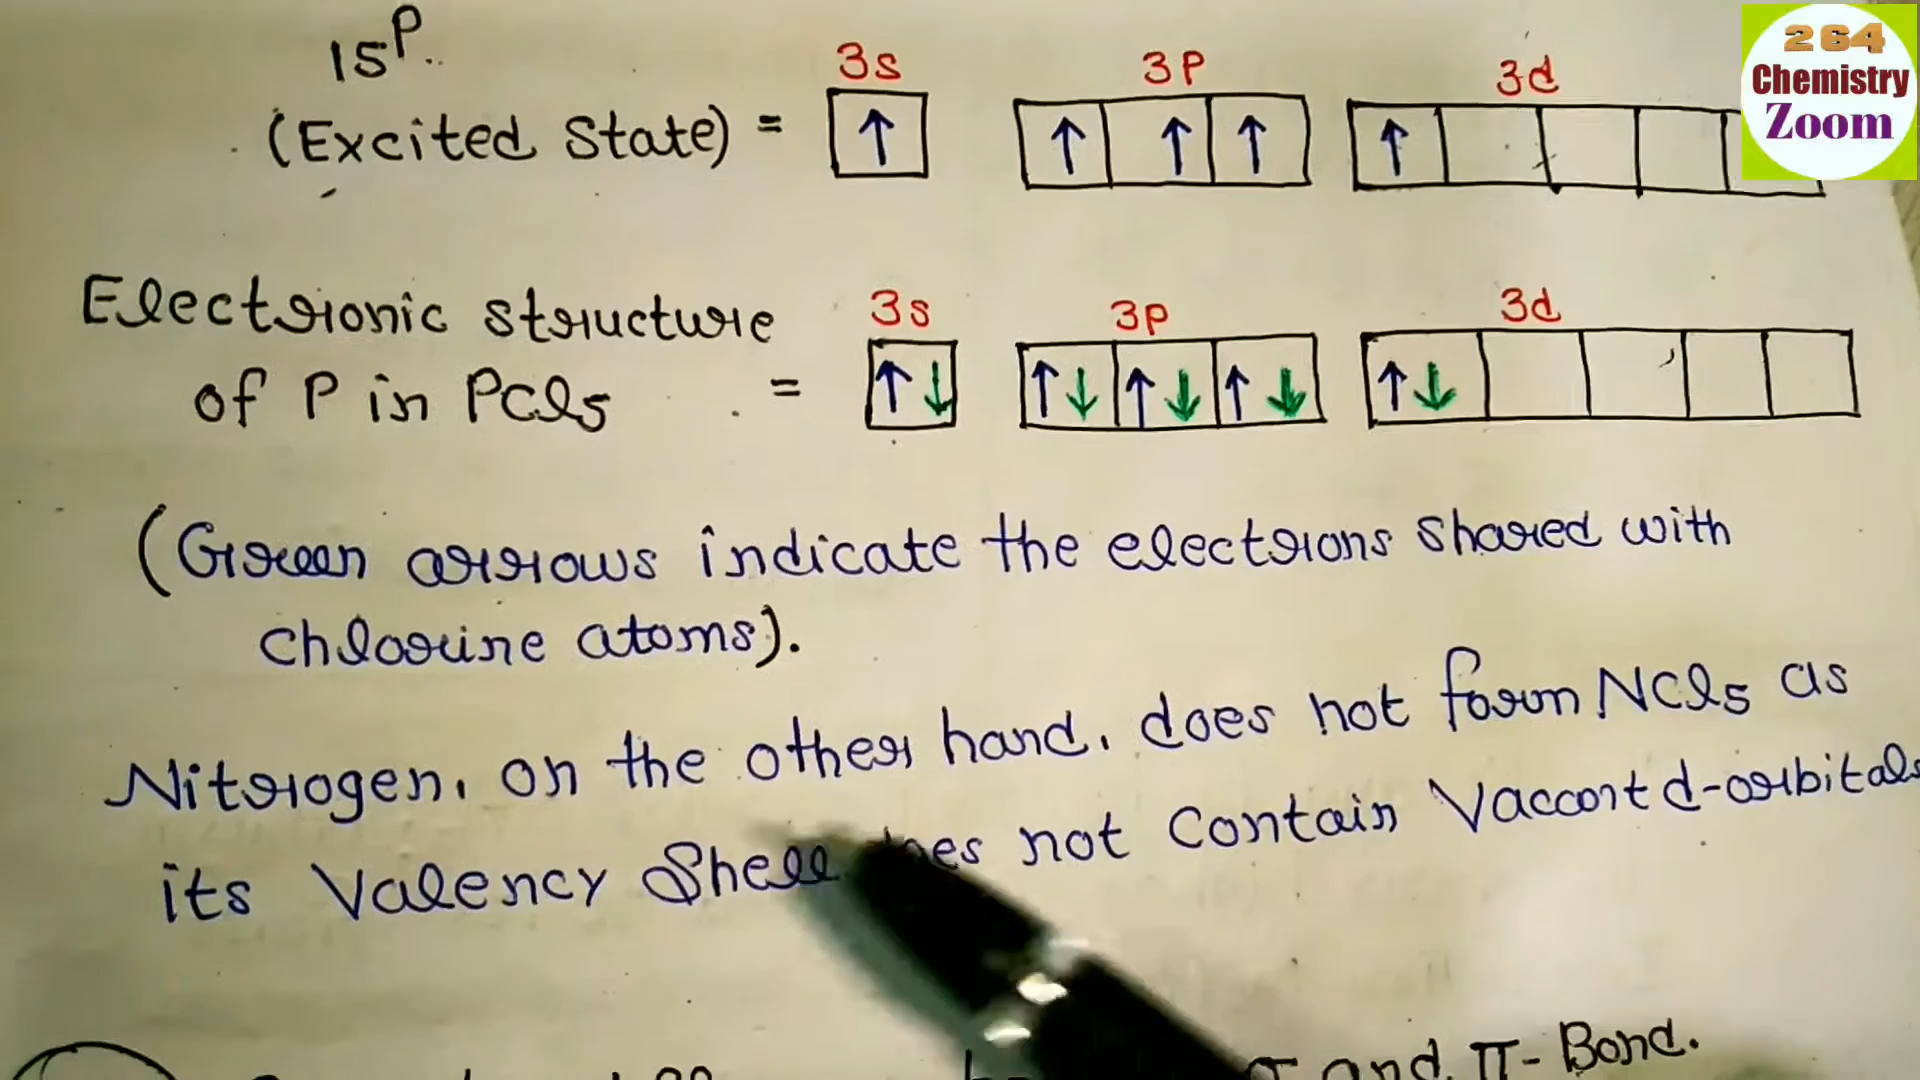 15P
3s 3P 3d
264
Chemistry
Zoom
(Excited State) =
Electronic structure
3s 3p 3d
of P in PCl5 =
(Green arrows indicate the electrons shared with
chlorine atoms).
Nitrogen, on the other hand, does not form NCl5 as
its Valency Shell does not contain Vaccant d-orbitals
and π-Bond.